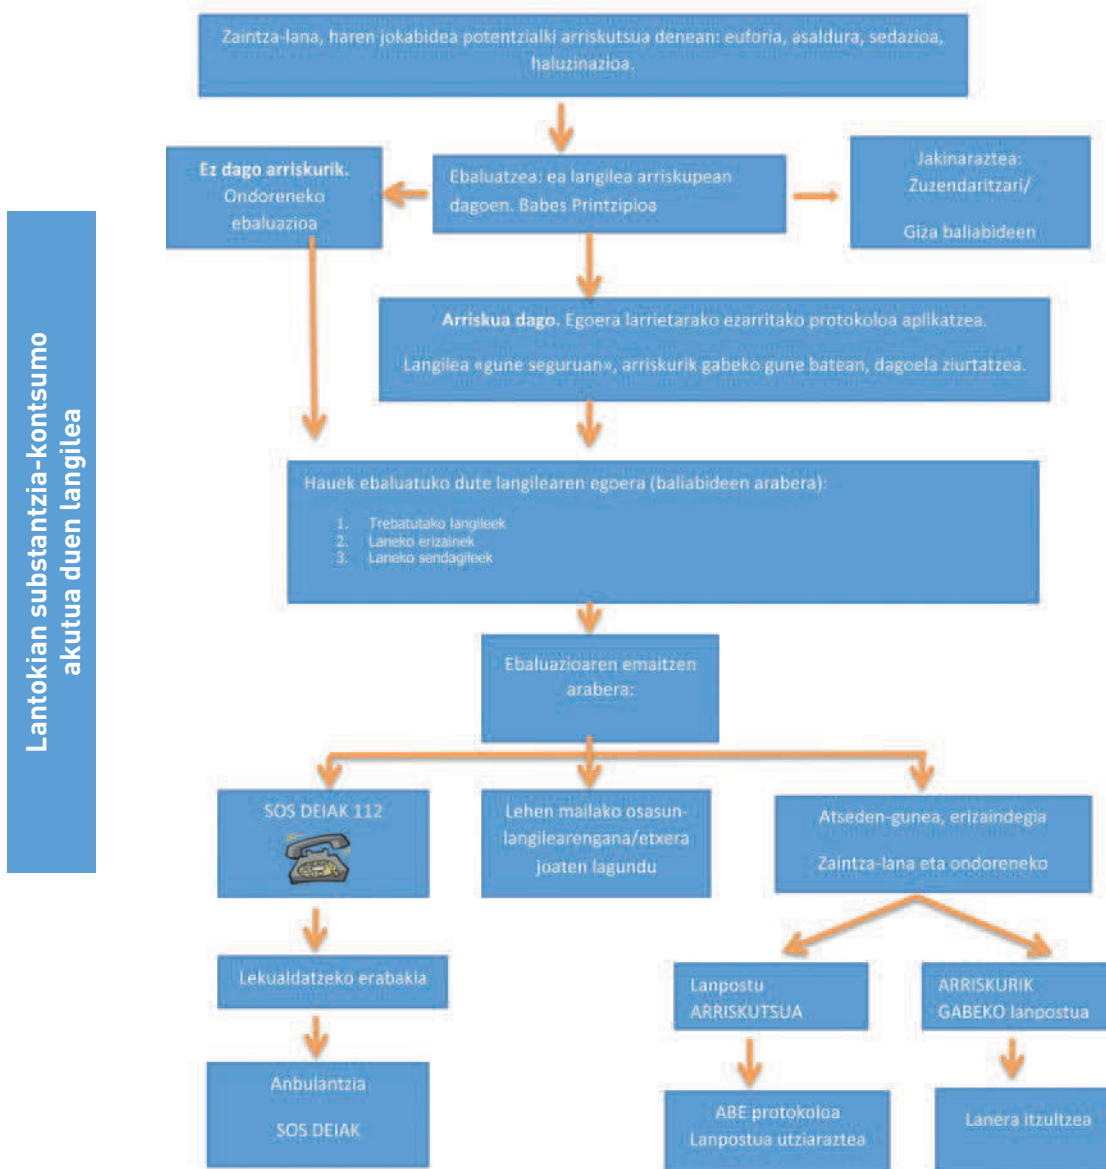 Lantokian substantzia-kontsumo
akutua duen langilea
Zaintza-lana, haren jokabidea potentzialki arriskutsua denean: euforia, asaldura, sedazioa,
haluzinazioa.
Ez dago arriskurik.
Ondoreneko
ebaluazioa
Ebaluatzea: ea langilea arriskupean
dagoen. Babes Printzipioa
Jakinaraztea:
Zuzendaritzari/
Giza baliabideen
Arriskua dago. Egoera larrietarako ezarritako protokoloa aplikatzea.
Langilea «gune seguruan», arriskurik gabeko gune batean, dagoela ziurtatzea.
Hauek ebaluatuko dute langilearen egoera (baliabideen arabera):
1. Trebatutako langileek
2. Laneko erizainek
3. Laneko sendagileek
Ebaluazioaren emaitzen
arabera:
SOS DEIAK 112
Lehen mailako osasun-
langilearengana/etxera
joaten lagundu
Atseden-gunea, erizaindegia
Zaintza-lana eta ondoreneko
Lekualdatzeko erabakia
Lanpostu
ARRISKUTSUA
ARRISKURIK
GABEKO lanpostua
Anbulantzia
SOS DEIAK
ABE protokoloa
Lanpostua utziaraztea
Lanera itzultzea